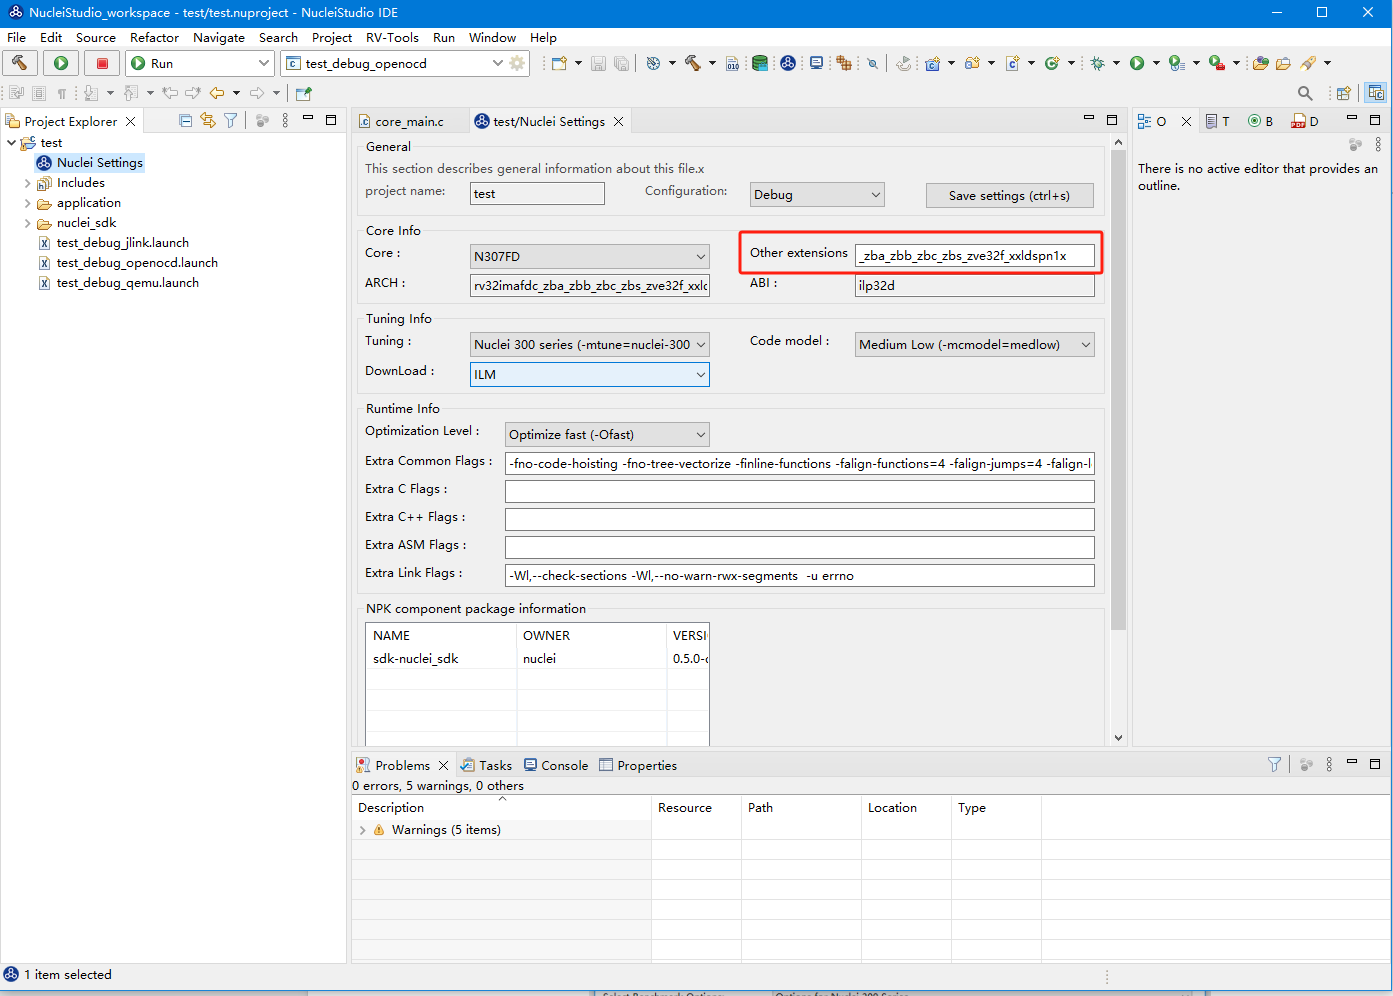 NucleiStudio_workspace - test/test.nuproject - NucleiStudio IDE
File Edit Source Refactor Navigate Search Project RV-Tools Run Window Help
Run
test_debug_openocd
Project Explorer
test
Nuclei Settings
Includes
application
nuclei_sdk
test_debug_jlink.launch
test_debug_openocd.launch
test_debug_qemu.launch
core_main.c
test/Nuclei Settings
General
This section describes general information about this file.x
project name: test
Configuration: Debug
Save settings (ctrl+s)
Core Info
Core : N307FD
Other extensions _zba_zbb_zbc_zbs_zve32f_xxldspn1x
ARCH : rv32imafdc_zba_zbb_zbc_zbs_zve32f_xxlc
ABI : ilp32d
Tuning Info
Tuning : Nuclei 300 series (-mtune=nuclei-300
Code model : Medium Low (-mcmodel=medlow)
DownLoad : ILM
Runtime Info
Optimization Level : Optimize fast (-Ofast)
Extra Common Flags : -fno-code-hoisting -fno-tree-vectorize -finline-functions -falign-functions=4 -falign-jumps=4 -falign-l
Extra C Flags :
Extra C++ Flags :
Extra ASM Flags :
Extra Link Flags : -Wl,--check-sections -Wl,--no-warn-rwx-segments -u errno
NPK component package information
NAME OWNER VERSI
sdk-nuclei_sdk nuclei 0.5.0-c
O T B D
There is no active editor that provides an
outline.
Problems Tasks Console Properties
0 errors, 5 warnings, 0 others
Description Resource Path Location Type
Warnings (5 items)
1 item selected